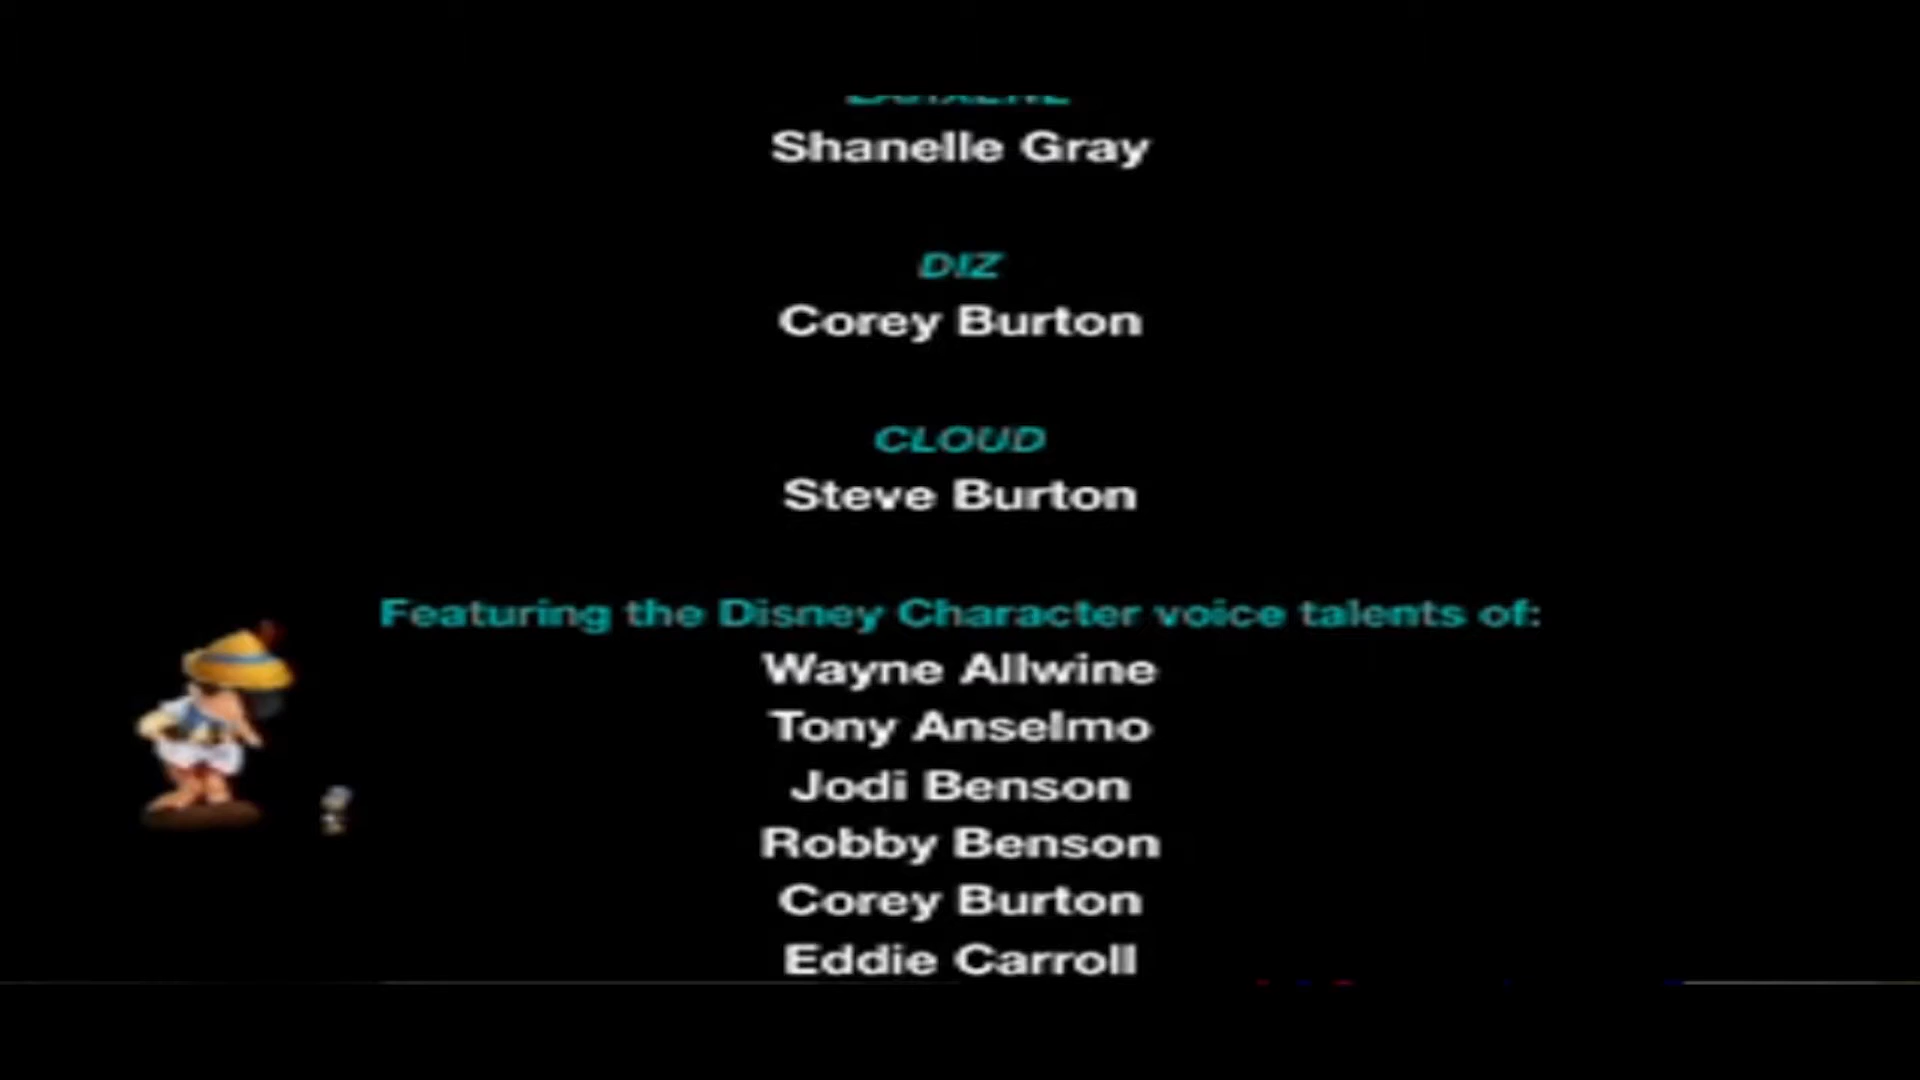 Shanelle Gray
DIZ
Corey Burton
CLOUD
Steve Burton
Featuring the Disney Character voice talents of:
Wayne Allwine
Tony Anselmo
Jodi Benson
Robby Benson
Corey Burton
Eddie Carroll